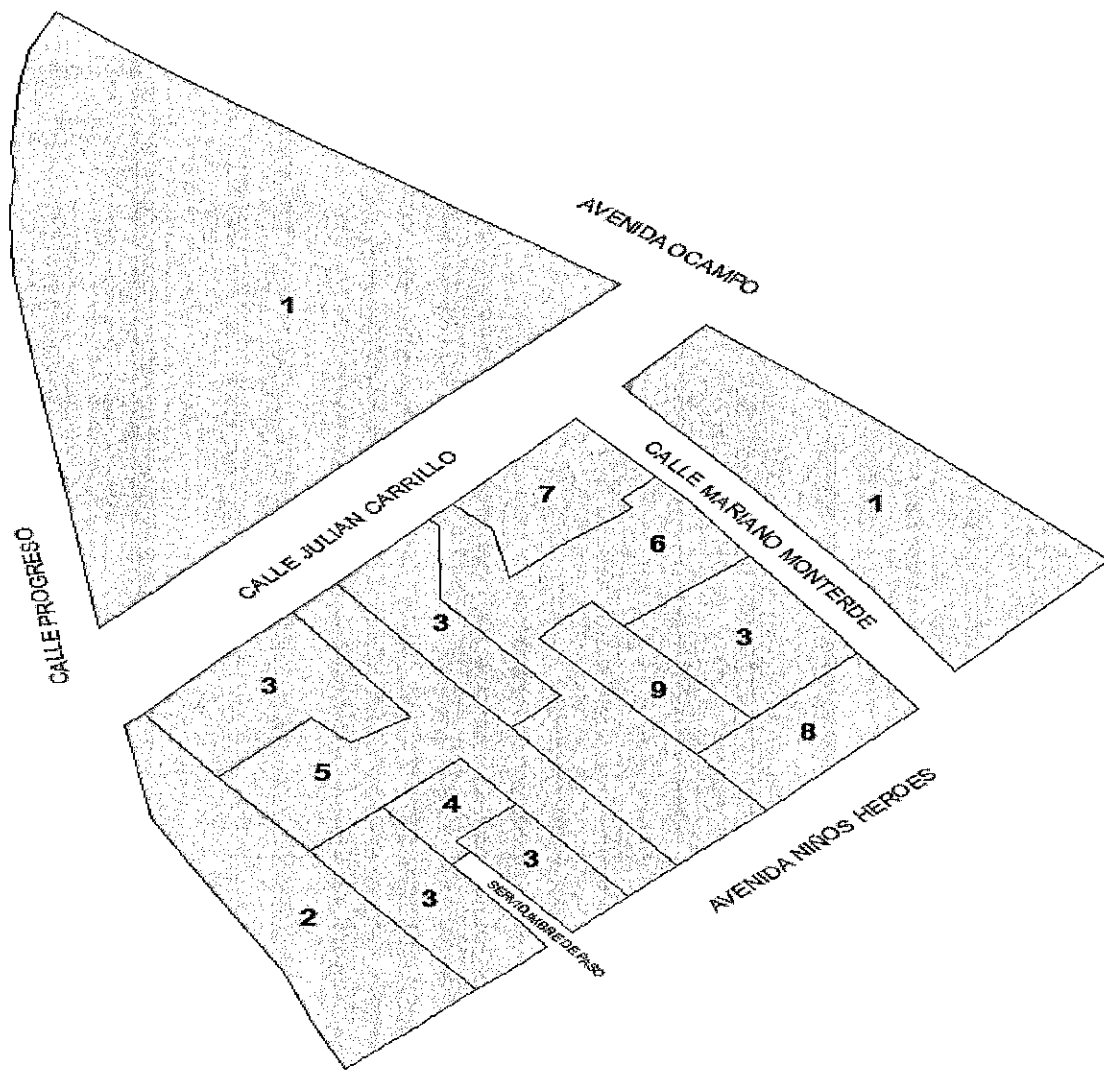 AVENIDA OCAMPO
1
CALLE JULIAN CARRILLO
7
CALLE MARIANO MONTERDE
1
CALLE PROGRESO
6
3
3
3
9
8
5
4
3
3
2
SERVIDUMBRE DE PASO
AVENIDA NIÑOS HEROES